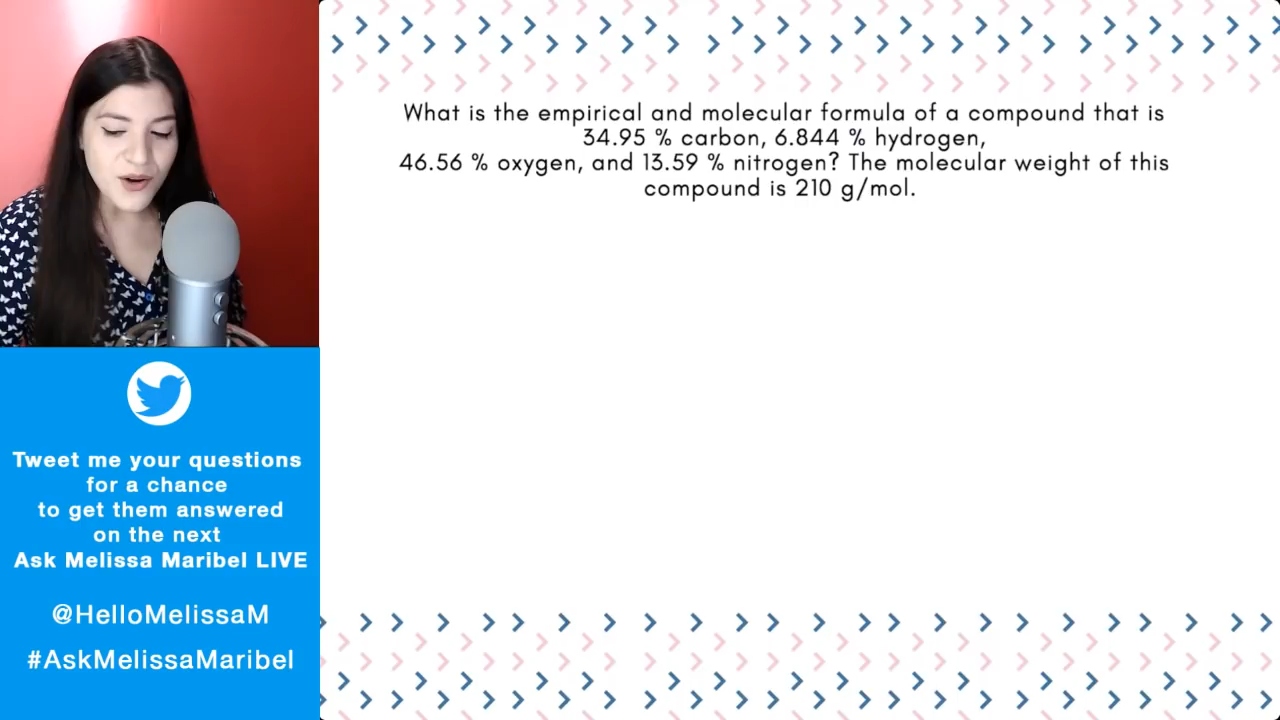 What is the empirical and molecular formula of a compound that is
34.95 % carbon, 6.844 % hydrogen,
46.56 % oxygen, and 13.59 % nitrogen? The molecular weight of this
compound is 210 g/mol.
Tweet me your questions
for a chance
to get them answered
on the next
Ask Melissa Maribel LIVE
@HelloMelissaM
#AskMelissaMaribel